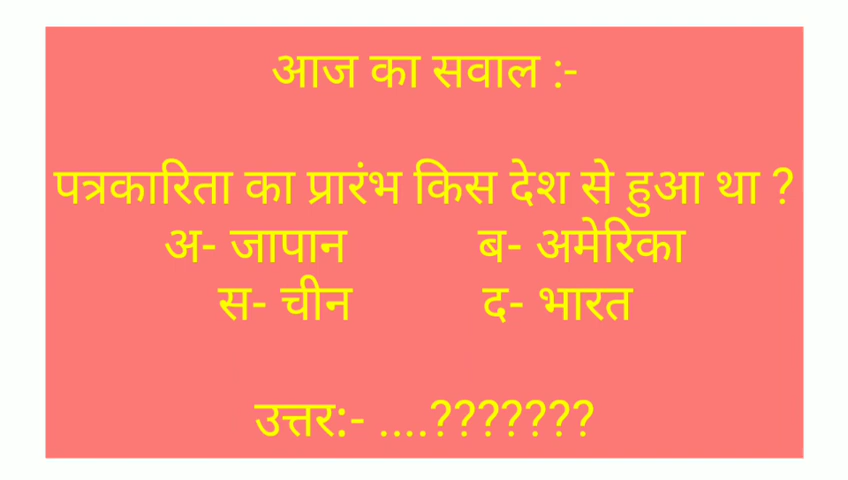 आज का सवाल :-
पत्रकारिता का प्रारंभ किस देश से हुआ था ?
अ- जापान ब- अमेरिका
स- चीन द- भारत
उत्तर:- ....???????